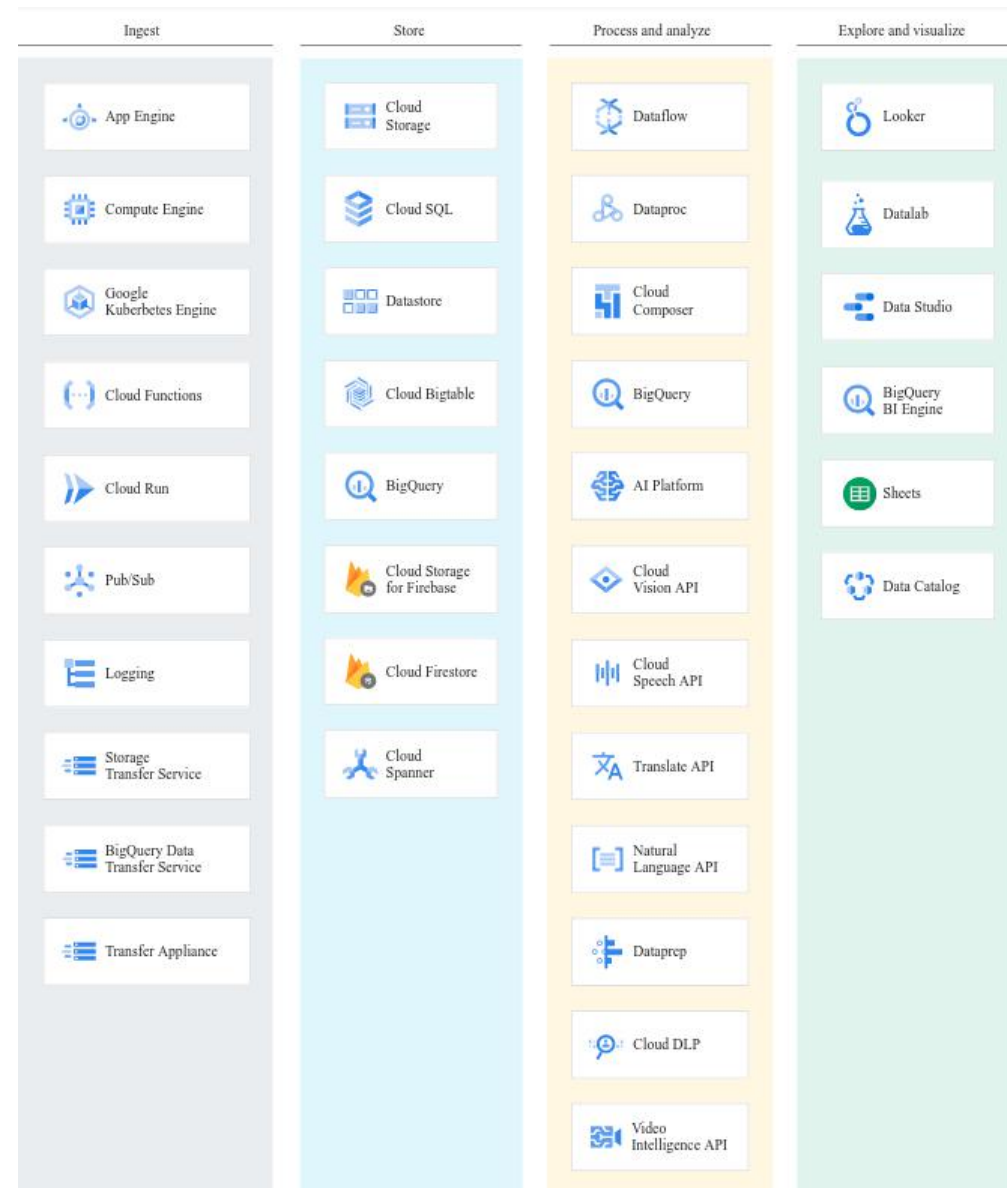 Ingest
App Engine
Compute Engine
Google
Kuberbetes Engine
Cloud Functions
Cloud Run
Pub/Sub
Logging
Storage
Transfer Service
BigQuery Data
Transfer Service
Transfer Appliance
Store
Cloud
Storage
Cloud SQL
Datastore
Cloud Bigtable
BigQuery
Cloud Storage
for Firebase
Cloud Firestore
Cloud
Spanner
Process and analyze
Dataflow
Dataproc
Cloud
Composer
BigQuery
AI Platform
Cloud
Vision API
Cloud
Speech API
Translate API
Natural
Language API
Dataprep
Cloud DLP
Video
Intelligence API
Explore and visualize
Looker
Datalab
Data Studio
BigQuery
BI Engine
Sheets
Data Catalog